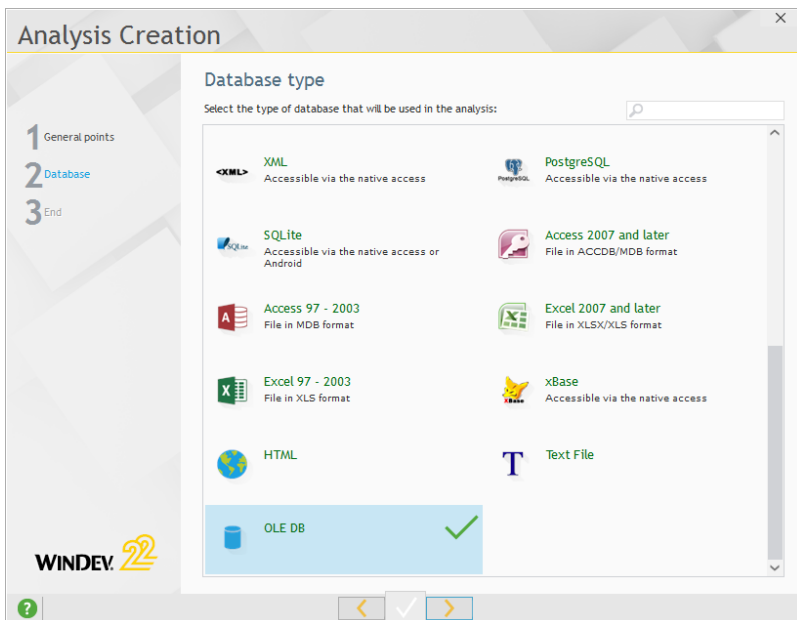 Analysis Creation
1 General points
2 Database
3 End
Database type
Select the type of database that will be used in the analysis:
<XML>
XML
Accessible via the native access
PostgreSQL
PostgreSQL
Accessible via the native access
SQLite
SQLite
Accessible via the native access or
Android
Access 2007 and later
File in ACCDB/MDB format
A
Access 97 - 2003
File in MDB format
X
Excel 2007 and later
File in XLSX/XLS format
X
Excel 97 - 2003
File in XLS format
xBase
xBase
Accessible via the native access
HTML
T
Text File
OLE DB
WINDEV. 22
?